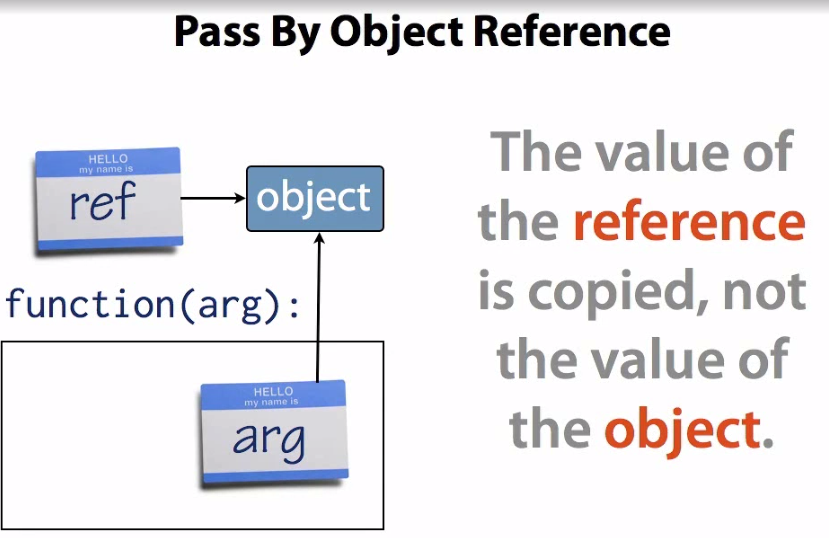 Pass By Object Reference
HELLO
my name is
ref
object
function(arg):
HELLO
my name is
arg
The value of
the reference
is copied, not
the value of
the object.